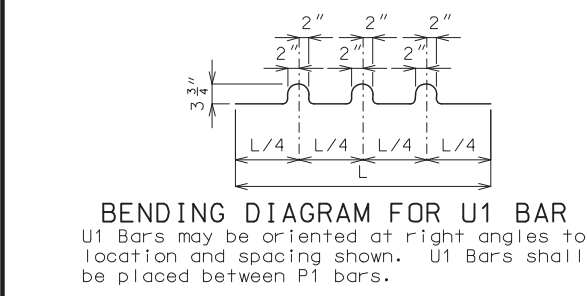 2" 2" 2"
2" 2" 2"
3 3/4"
L/4 L/4 L/4 L/4
L
BENDING DIAGRAM FOR U1 BAR
U1 Bars may be oriented at right angles to
location and spacing shown. U1 Bars shall
be placed between P1 bars.